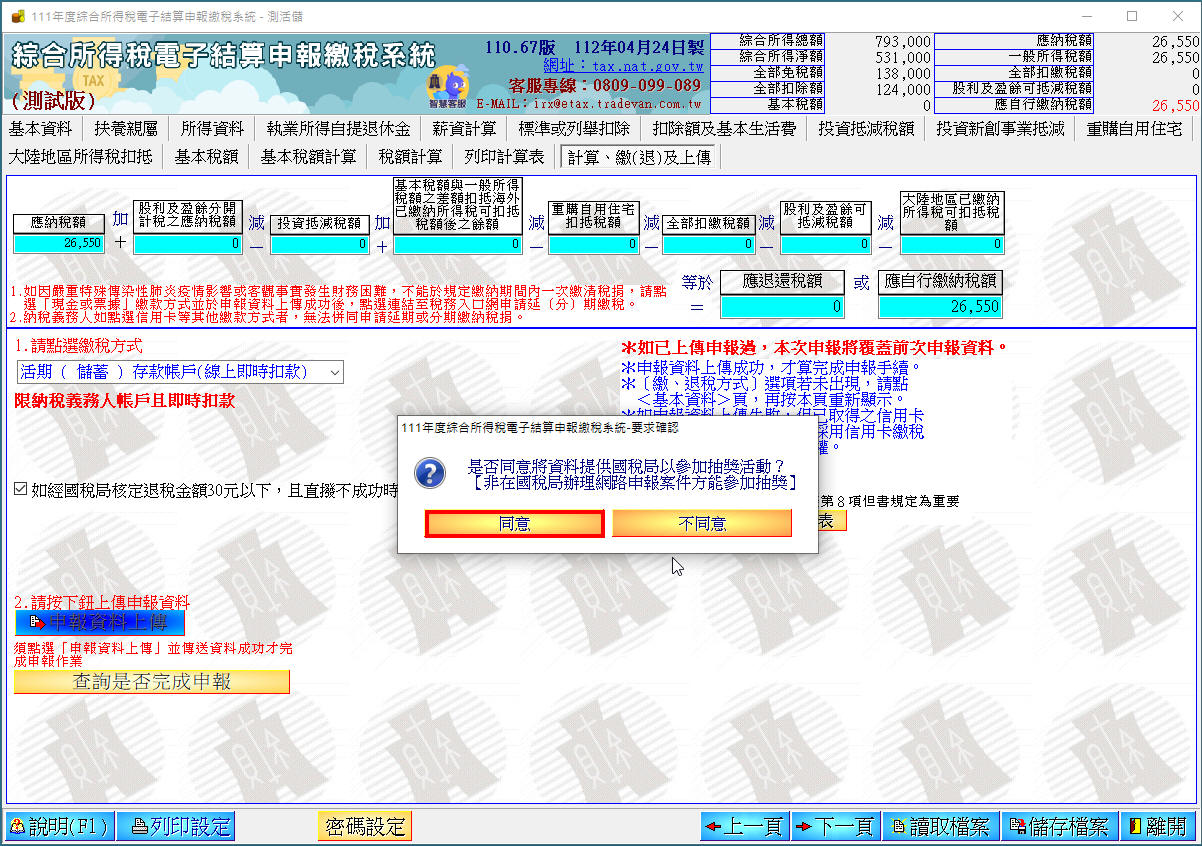 111年度綜合所得稅電子結算申報繳稅系統 - 測活儲
綜合所得稅電子結算申報繳稅系統
(測試版)
TAX
智慧客服
110.67版 112年04月24日製
網址：tax.nat.gov.tw
客服專線：0809-099-089
E-MAIL：irx@etax.tradevan.com.tw
綜合所得總額 793,000 應納稅額 26,550
綜合所得淨額 531,000 一般所得稅額 26,550
全部免稅額 138,000 全部扣繳稅額 0
全部扣除額 124,000 股利及盈餘可抵減稅額 0
基本稅額 0 應自行繳納稅額 26,550
基本資料 扶養親屬 所得資料 執業所得自提退休金 薪資計算 標準或列舉扣除 扣除額及基本生活費 投資抵減稅額 投資新創事業抵減 重購自用住宅
大陸地區所得稅扣抵 基本稅額 基本稅額計算 稅額計算 列印計算表 計算、繳(退)及上傳
應納稅額
26,550
加
＋
股利及盈餘分開
計稅之應納稅額
0
減
－
投資抵減稅額
0
加
＋
基本稅額與一般所得
稅額之差額扣抵海外
已繳納所得稅可扣抵
稅額後之餘額
0
減
－
重購自用住宅
扣抵稅額
0
減
－
全部扣繳稅額
0
減
－
股利及盈餘可
抵減稅額
0
減
－
大陸地區已繳納
所得稅可扣抵稅
額
0
1.如因嚴重特殊傳染性肺炎疫情影響或客觀事實發生財務困難，不能於規定繳納期間內一次繳清稅捐，請點
選「現金或票據」繳款方式並於申報資料上傳成功後，點選連結至稅務入口網申請延（分）期繳稅。
2.納稅義務人如點選信用卡等其他繳款方式者，無法併同申請延期或分期繳納稅捐。
等於
＝
應退還稅額
0
或
應自行繳納稅額
26,550
1.請點選繳稅方式
活期（ 儲蓄 ）存款帳戶(線上即時扣款)
限納稅義務人帳戶且即時扣款
＊如已上傳申報過，本次申報將覆蓋前次申報資料。
＊申報資料上傳成功，才算完成申報手續。
＊〔繳、退稅方式〕選項若未出現，請點
＜基本資料＞頁，再按本頁重新顯示。
＊如申報資料上傳失敗，但已取得之信用卡
採用信用卡繳稅
權。
111年度綜合所得稅電子結算申報繳稅系統-要求確認
是否同意將資料提供國稅局以參加抽獎活動？
【非在國稅局辦理網路申報案件方能參加抽獎】
同意
不同意
如經國稅局核定退稅金額30元以下，且直撥不成功時
第８項但書規定為重要
表
2.請按下鈕上傳申報資料
申報資料上傳
須點選「申報資料上傳」並傳送資料成功才完
成申報作業
查詢是否完成申報
說明(F1) 列印設定 密碼設定 上一頁 下一頁 讀取檔案 儲存檔案 離開